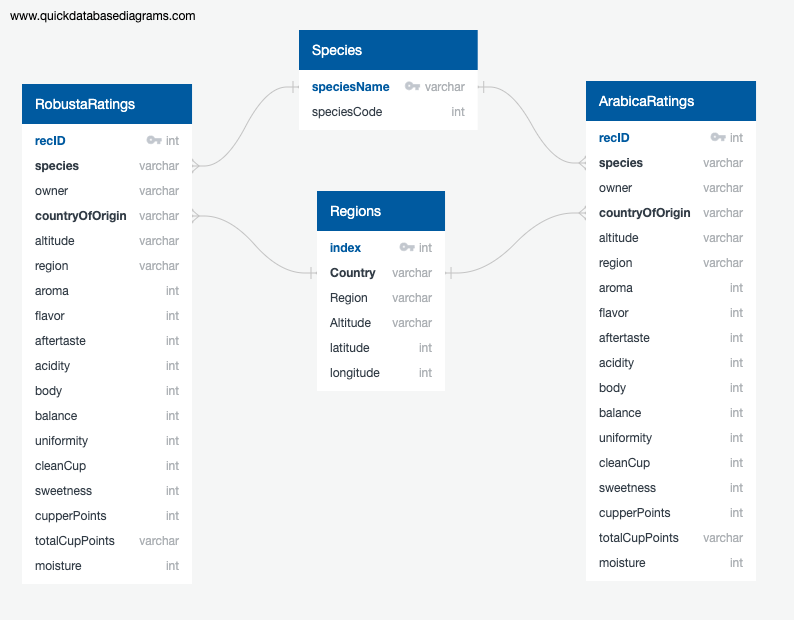 www.quickdatabasediagrams.com
Species
speciesName varchar
speciesCode int
RobustaRatings
recID int
species varchar
owner varchar
countryOfOrigin varchar
altitude varchar
region varchar
aroma int
flavor int
aftertaste int
acidity int
body int
balance int
uniformity int
cleanCup int
sweetness int
cupperPoints int
totalCupPoints varchar
moisture int
Regions
index int
Country varchar
Region varchar
Altitude varchar
latitude int
longitude int
ArabicaRatings
recID int
species varchar
owner varchar
countryOfOrigin varchar
altitude varchar
region varchar
aroma int
flavor int
aftertaste int
acidity int
body int
balance int
uniformity int
cleanCup int
sweetness int
cupperPoints int
totalCupPoints varchar
moisture int